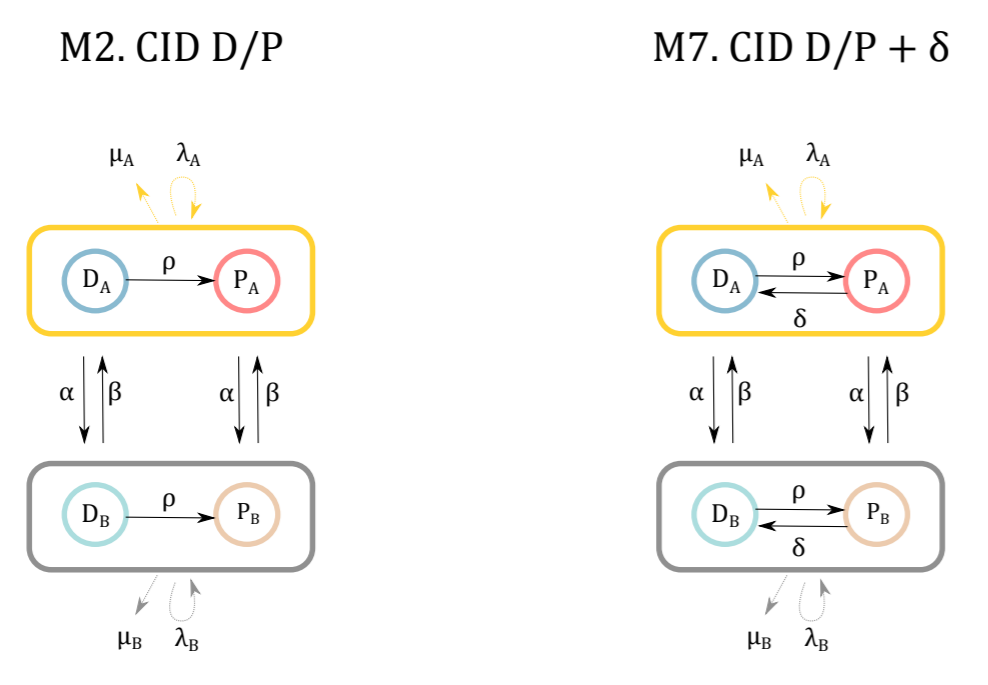 M2. CID D/P
M7. CID D/P + δ
μA λA
μA λA
DA ρ PA
DA ρ PA
δ
α β α β
α β α β
DB ρ PB
DB ρ PB
δ
μB λB
μB λB